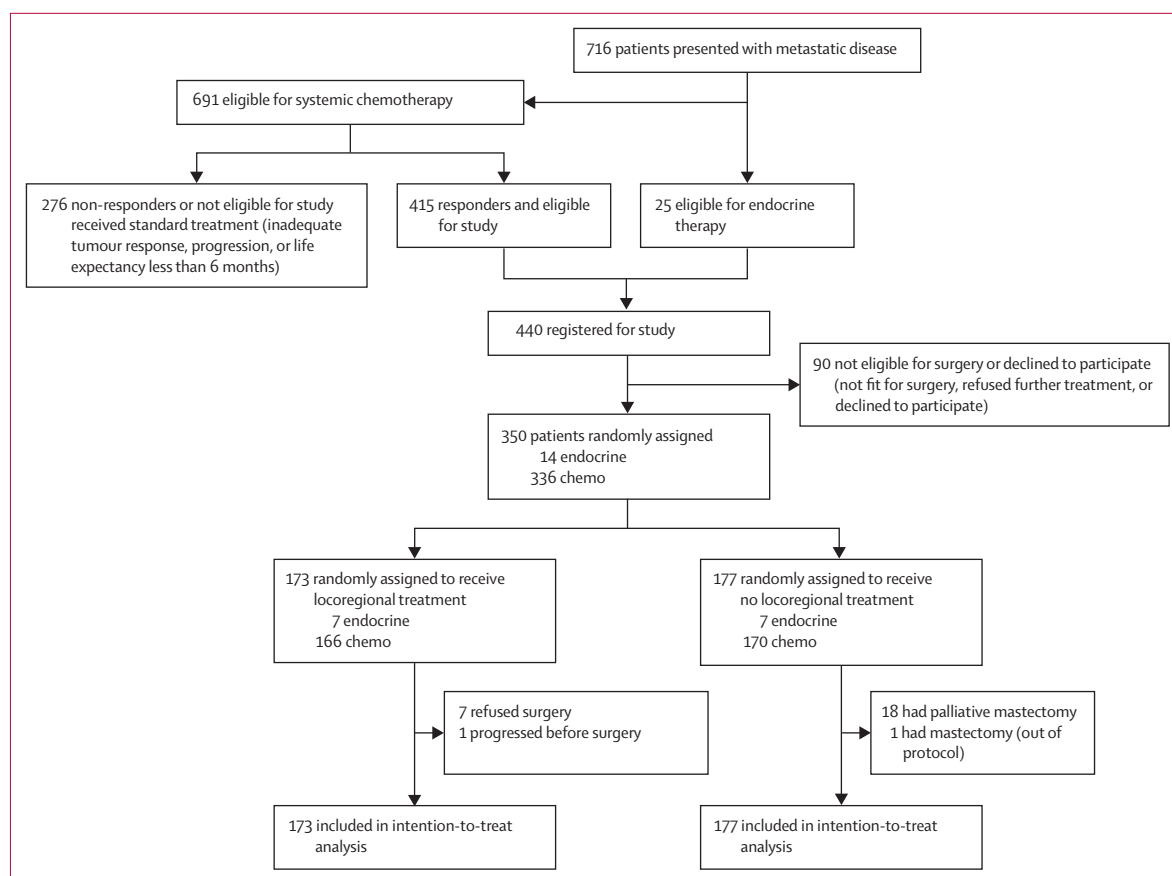 716 patients presented with metastatic disease
691 eligible for systemic chemotherapy
276 non-responders or not eligible for study
received standard treatment (inadequate
tumour response, progression, or life
expectancy less than 6 months)
415 responders and eligible
for study
25 eligible for endocrine
therapy
440 registered for study
90 not eligible for surgery or declined to participate
(not fit for surgery, refused further treatment, or
declined to participate)
350 patients randomly assigned
14 endocrine
336 chemo
173 randomly assigned to receive
locoregional treatment
7 endocrine
166 chemo
177 randomly assigned to receive
no locoregional treatment
7 endocrine
170 chemo
7 refused surgery
1 progressed before surgery
18 had palliative mastectomy
1 had mastectomy (out of
protocol)
173 included in intention-to-treat
analysis
177 included in intention-to-treat
analysis